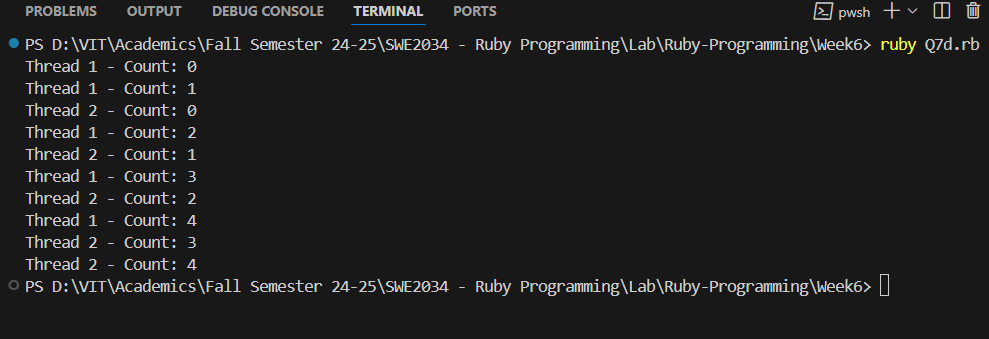 PROBLEMS OUTPUT DEBUG CONSOLE TERMINAL PORTS pwsh
PS D:\VIT\Academics\Fall Semester 24-25\SWE2034 - Ruby Programming\Lab\Ruby-Programming\Week6> ruby Q7d.rb
Thread 1 - Count: 0
Thread 1 - Count: 1
Thread 2 - Count: 0
Thread 1 - Count: 2
Thread 2 - Count: 1
Thread 1 - Count: 3
Thread 2 - Count: 2
Thread 1 - Count: 4
Thread 2 - Count: 3
Thread 2 - Count: 4
PS D:\VIT\Academics\Fall Semester 24-25\SWE2034 - Ruby Programming\Lab\Ruby-Programming\Week6>